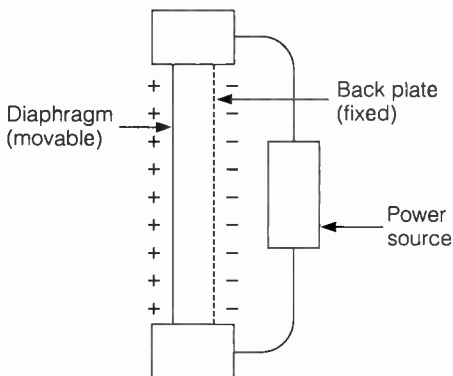 Diaphragm
(movable)
Back plate
(fixed)
Power
source
+ −
+ −
+ −
+ −
+ −
+ −
+ −
+ −
+ −